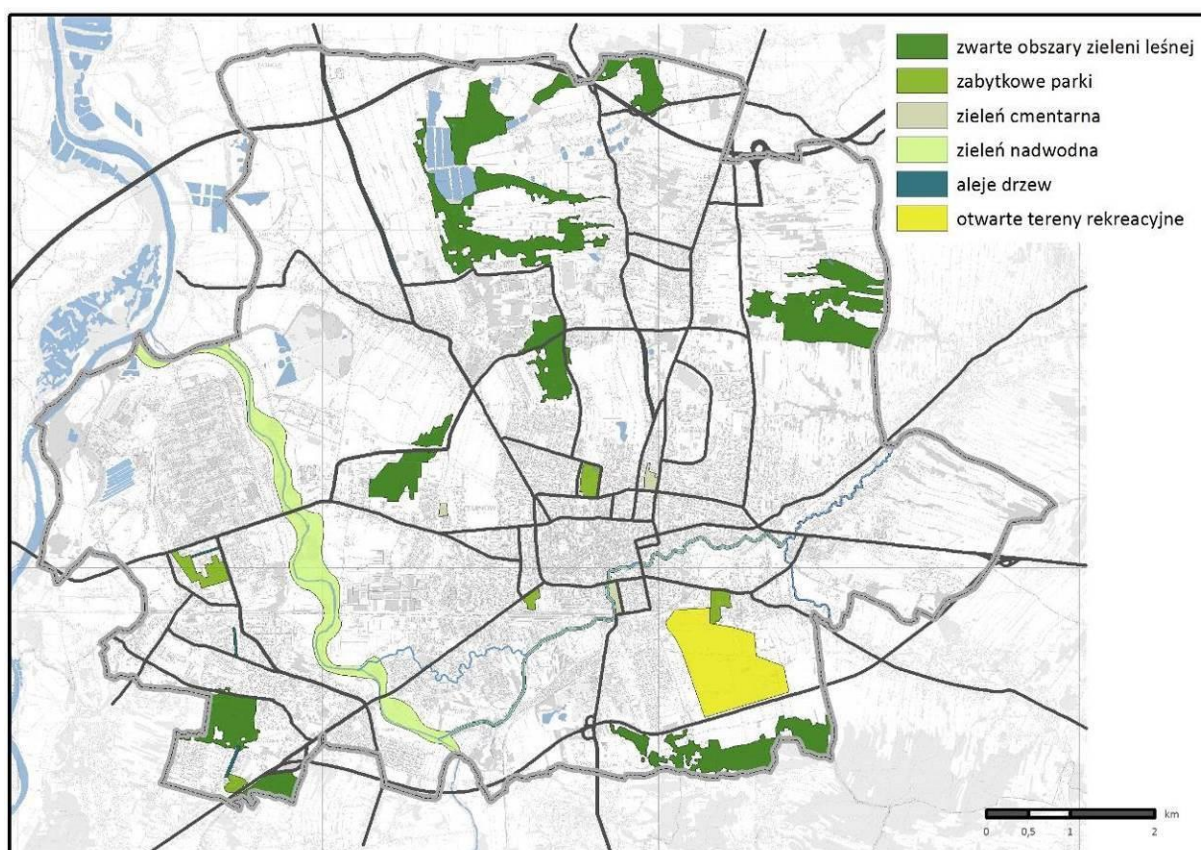 zwarte obszary zieleni leśnej
zabytkowe parki
zieleń cmentarna
zieleń nadwodna
aleje drzew
otwarte tereny rekreacyjne
km
0 0,5 1 2